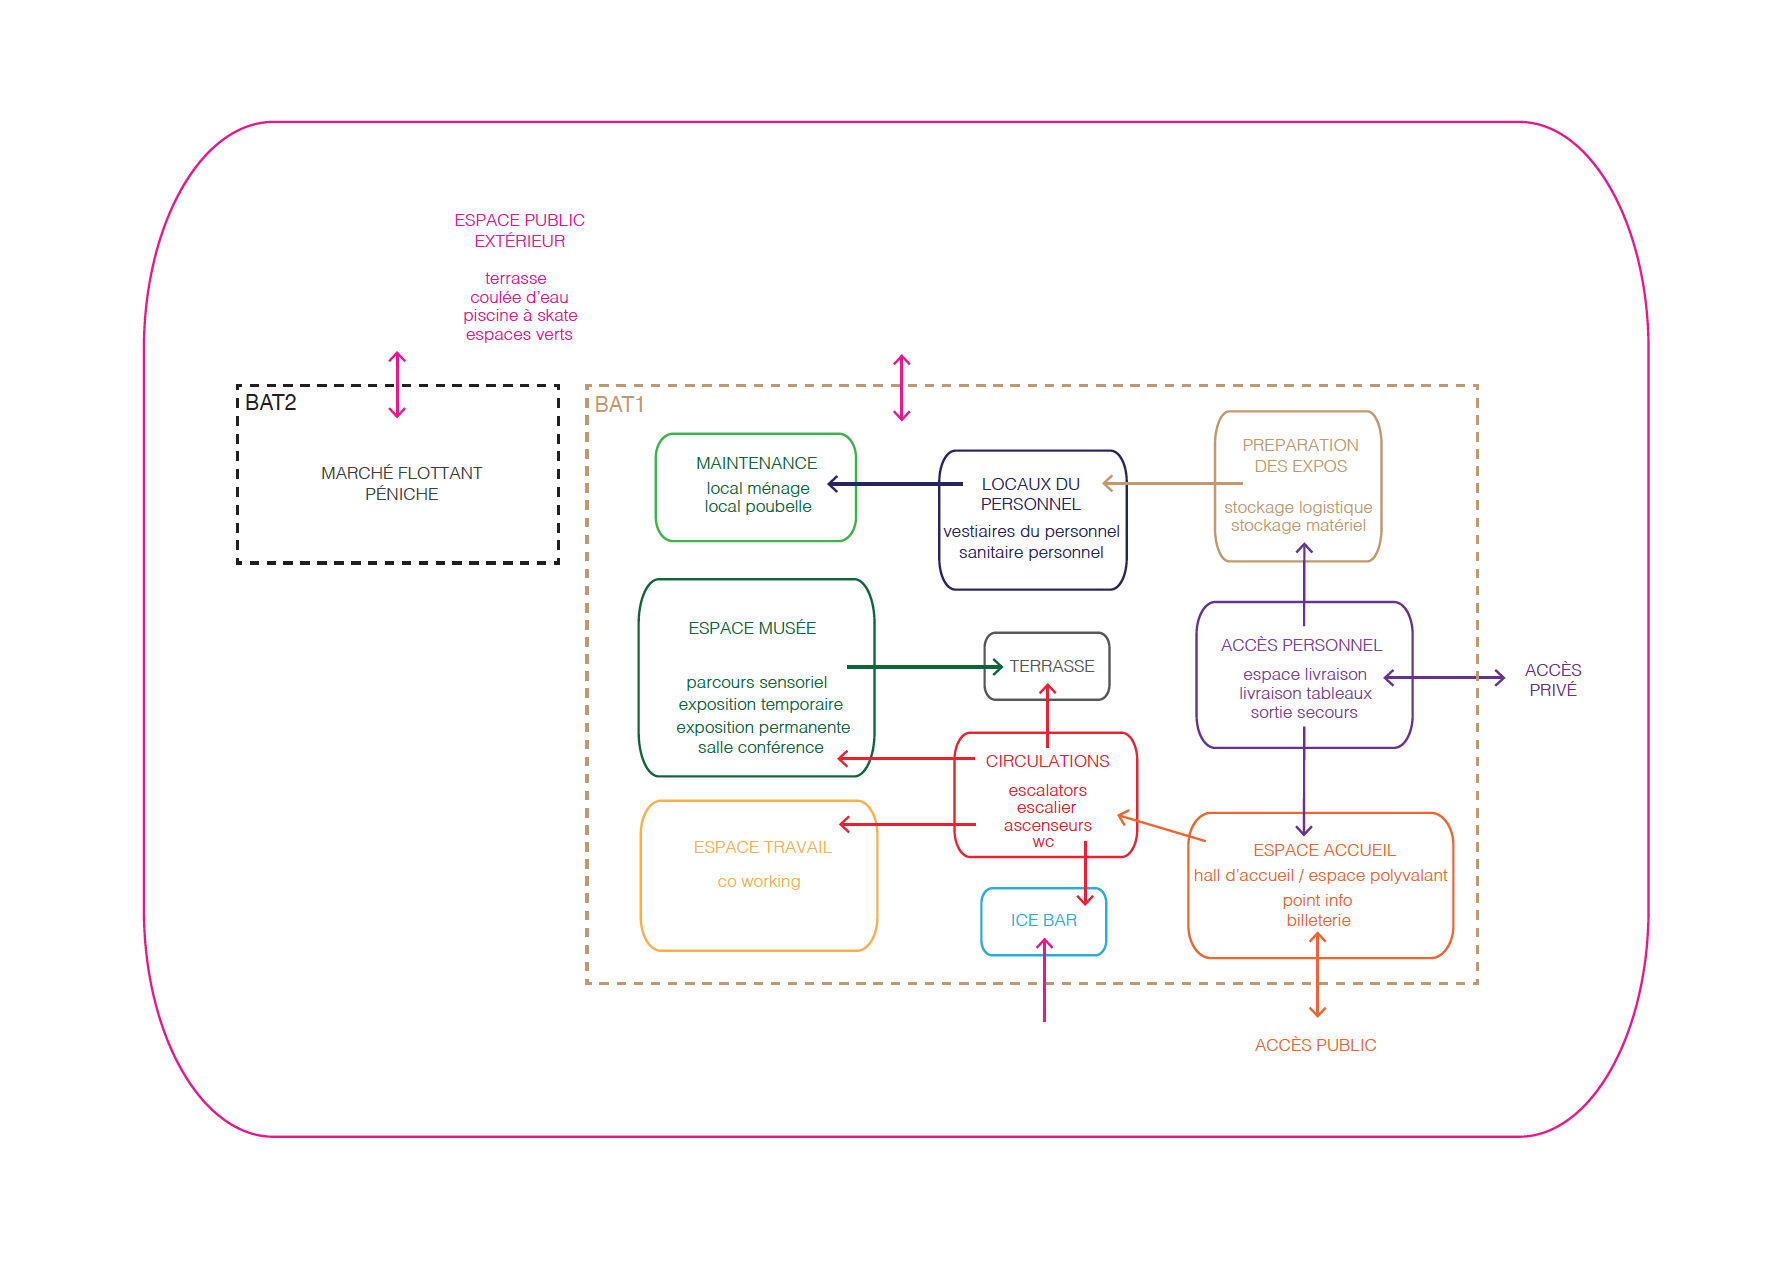 ESPACE PUBLIC
EXTÉRIEUR
terrasse
coulée d'eau
piscine à skate
espaces verts
BAT2
MARCHÉ FLOTTANT
PÉNICHE
BAT1
MAINTENANCE
local ménage
local poubelle
LOCAUX DU
PERSONNEL
vestiaires du personnel
sanitaire personnel
PREPARATION
DES EXPOS
stockage logistique
stockage matériel
ESPACE MUSÉE
parcours sensoriel
exposition temporaire
exposition permanente
salle conférence
TERRASSE
ACCÈS PERSONNEL
espace livraison
livraison tableaux
sortie secours
ACCÈS
PRIVÉ
CIRCULATIONS
escalators
escalier
ascenseurs
wc
ESPACE TRAVAIL
co working
ICE BAR
ESPACE ACCUEIL
hall d'accueil / espace polyvalant
point info
billeterie
ACCÈS PUBLIC